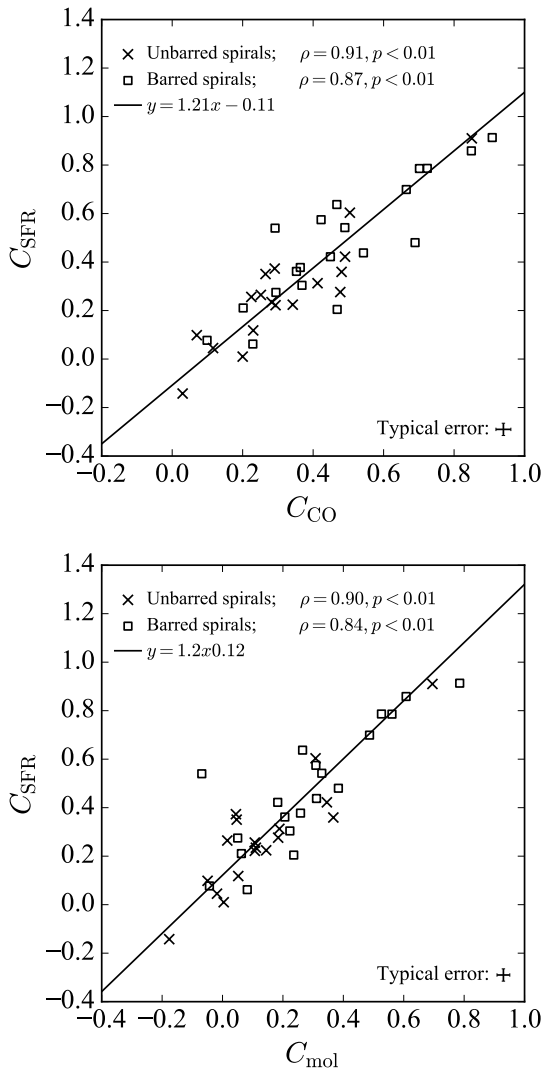 1.4
1.2
1.0
0.8
0.6
0.4
0.2
0.0
−0.2
−0.4
C_SFR
× Unbarred spirals; ρ = 0.91, p < 0.01
□ Barred spirals; ρ = 0.87, p < 0.01
— y = 1.21x − 0.11
Typical error:
−0.2 0.0 0.2 0.4 0.6 0.8 1.0
C_CO
1.4
1.2
1.0
0.8
0.6
0.4
0.2
0.0
−0.2
−0.4
C_SFR
× Unbarred spirals; ρ = 0.90, p < 0.01
□ Barred spirals; ρ = 0.84, p < 0.01
— y = 1.2x0.12
Typical error:
−0.4 −0.2 0.0 0.2 0.4 0.6 0.8 1.0
C_mol